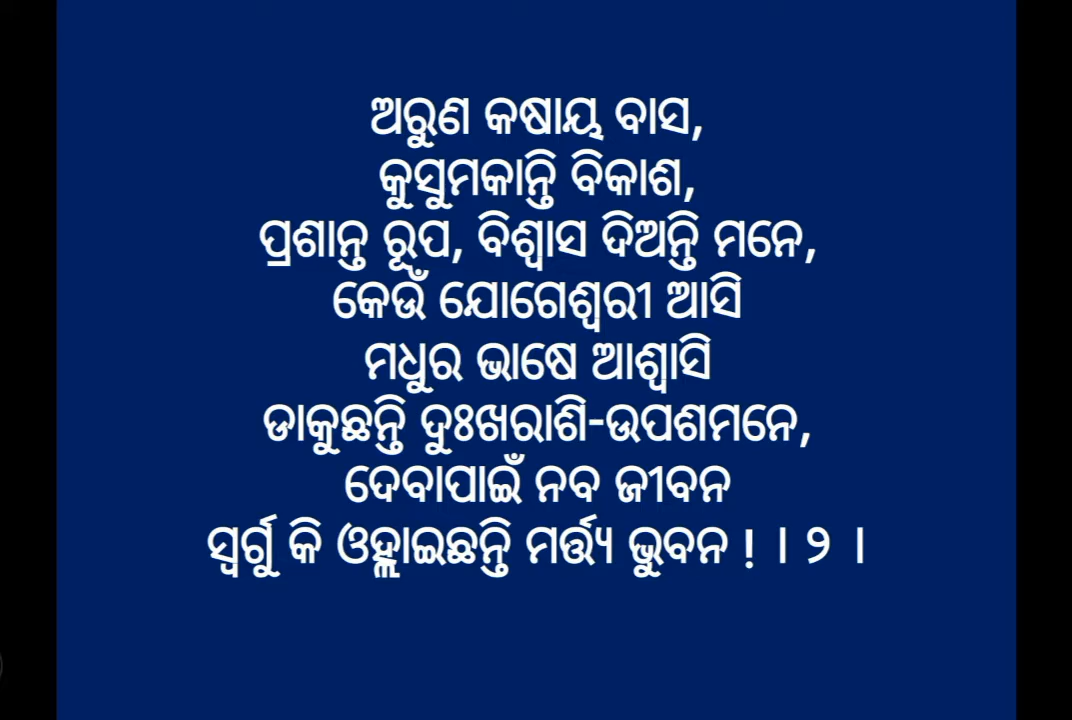 ଅରୁଣ କଷାୟ ବାସ,
କୁସୁମକାନ୍ତି ବିକାଶ,
ପ୍ରଶାନ୍ତ ରୂପ, ବିଶ୍ୱାସ ଦିଅନ୍ତି ମନେ,
କେଉଁ ଯୋଗେଶ୍ୱରୀ ଆସି
ମଧୁର ଭାଷେ ଆଶ୍ୱାସି
ଡାକୁଛନ୍ତି ଦୁଃଖରାଶି-ଉପଶମନେ,
ଦେବାପାଇଁ ନବ ଜୀବନ
ସ୍ୱର୍ଗୁ କି ଓହ୍ଲାଇଛନ୍ତି ମର୍ତ୍ତ୍ୟ ଭୁବନ ! । ୨ ।